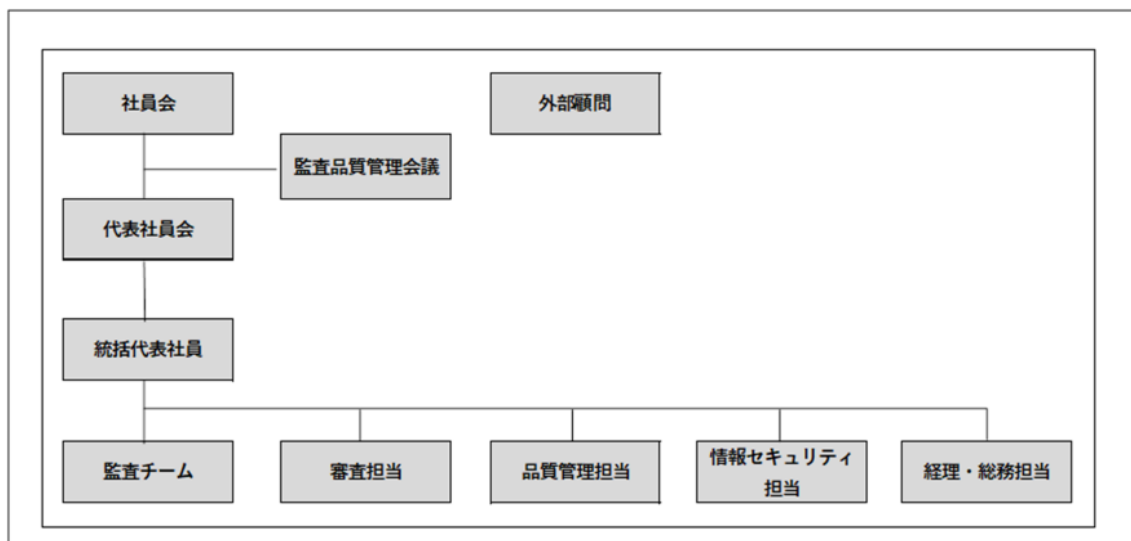 社員会
外部顧問
監査品質管理会議
代表社員会
統括代表社員
監査チーム
審査担当
品質管理担当
情報セキュリティ
担当
経理・総務担当